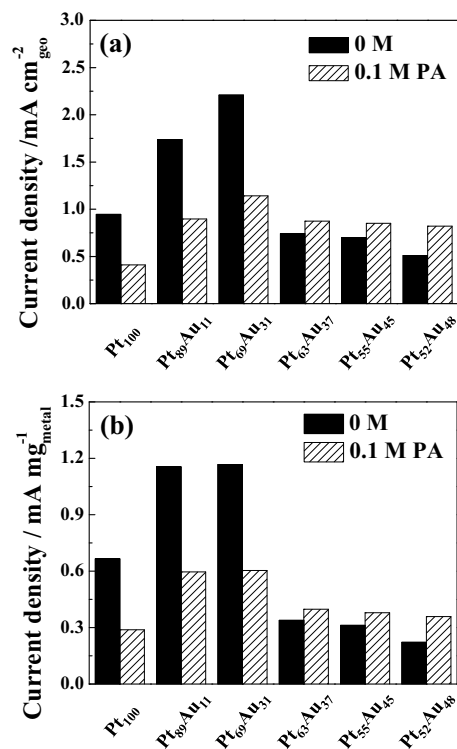 (a)
0 M
0.1 M PA
Current density /mA cm⁻²geo
3.0
2.5
2.0
1.5
1.0
0.5
0.0
Pt₁₀₀
Pt₈₉Au₁₁
Pt₆₉Au₃₁
Pt₆₃Au₃₇
Pt₅₅Au₄₅
Pt₅₂Au₄₈
(b)
0 M
0.1 M PA
Current density / mA mg⁻¹metal
1.5
1.2
0.9
0.6
0.3
0.0
Pt₁₀₀
Pt₈₉Au₁₁
Pt₆₉Au₃₁
Pt₆₃Au₃₇
Pt₅₅Au₄₅
Pt₅₂Au₄₈